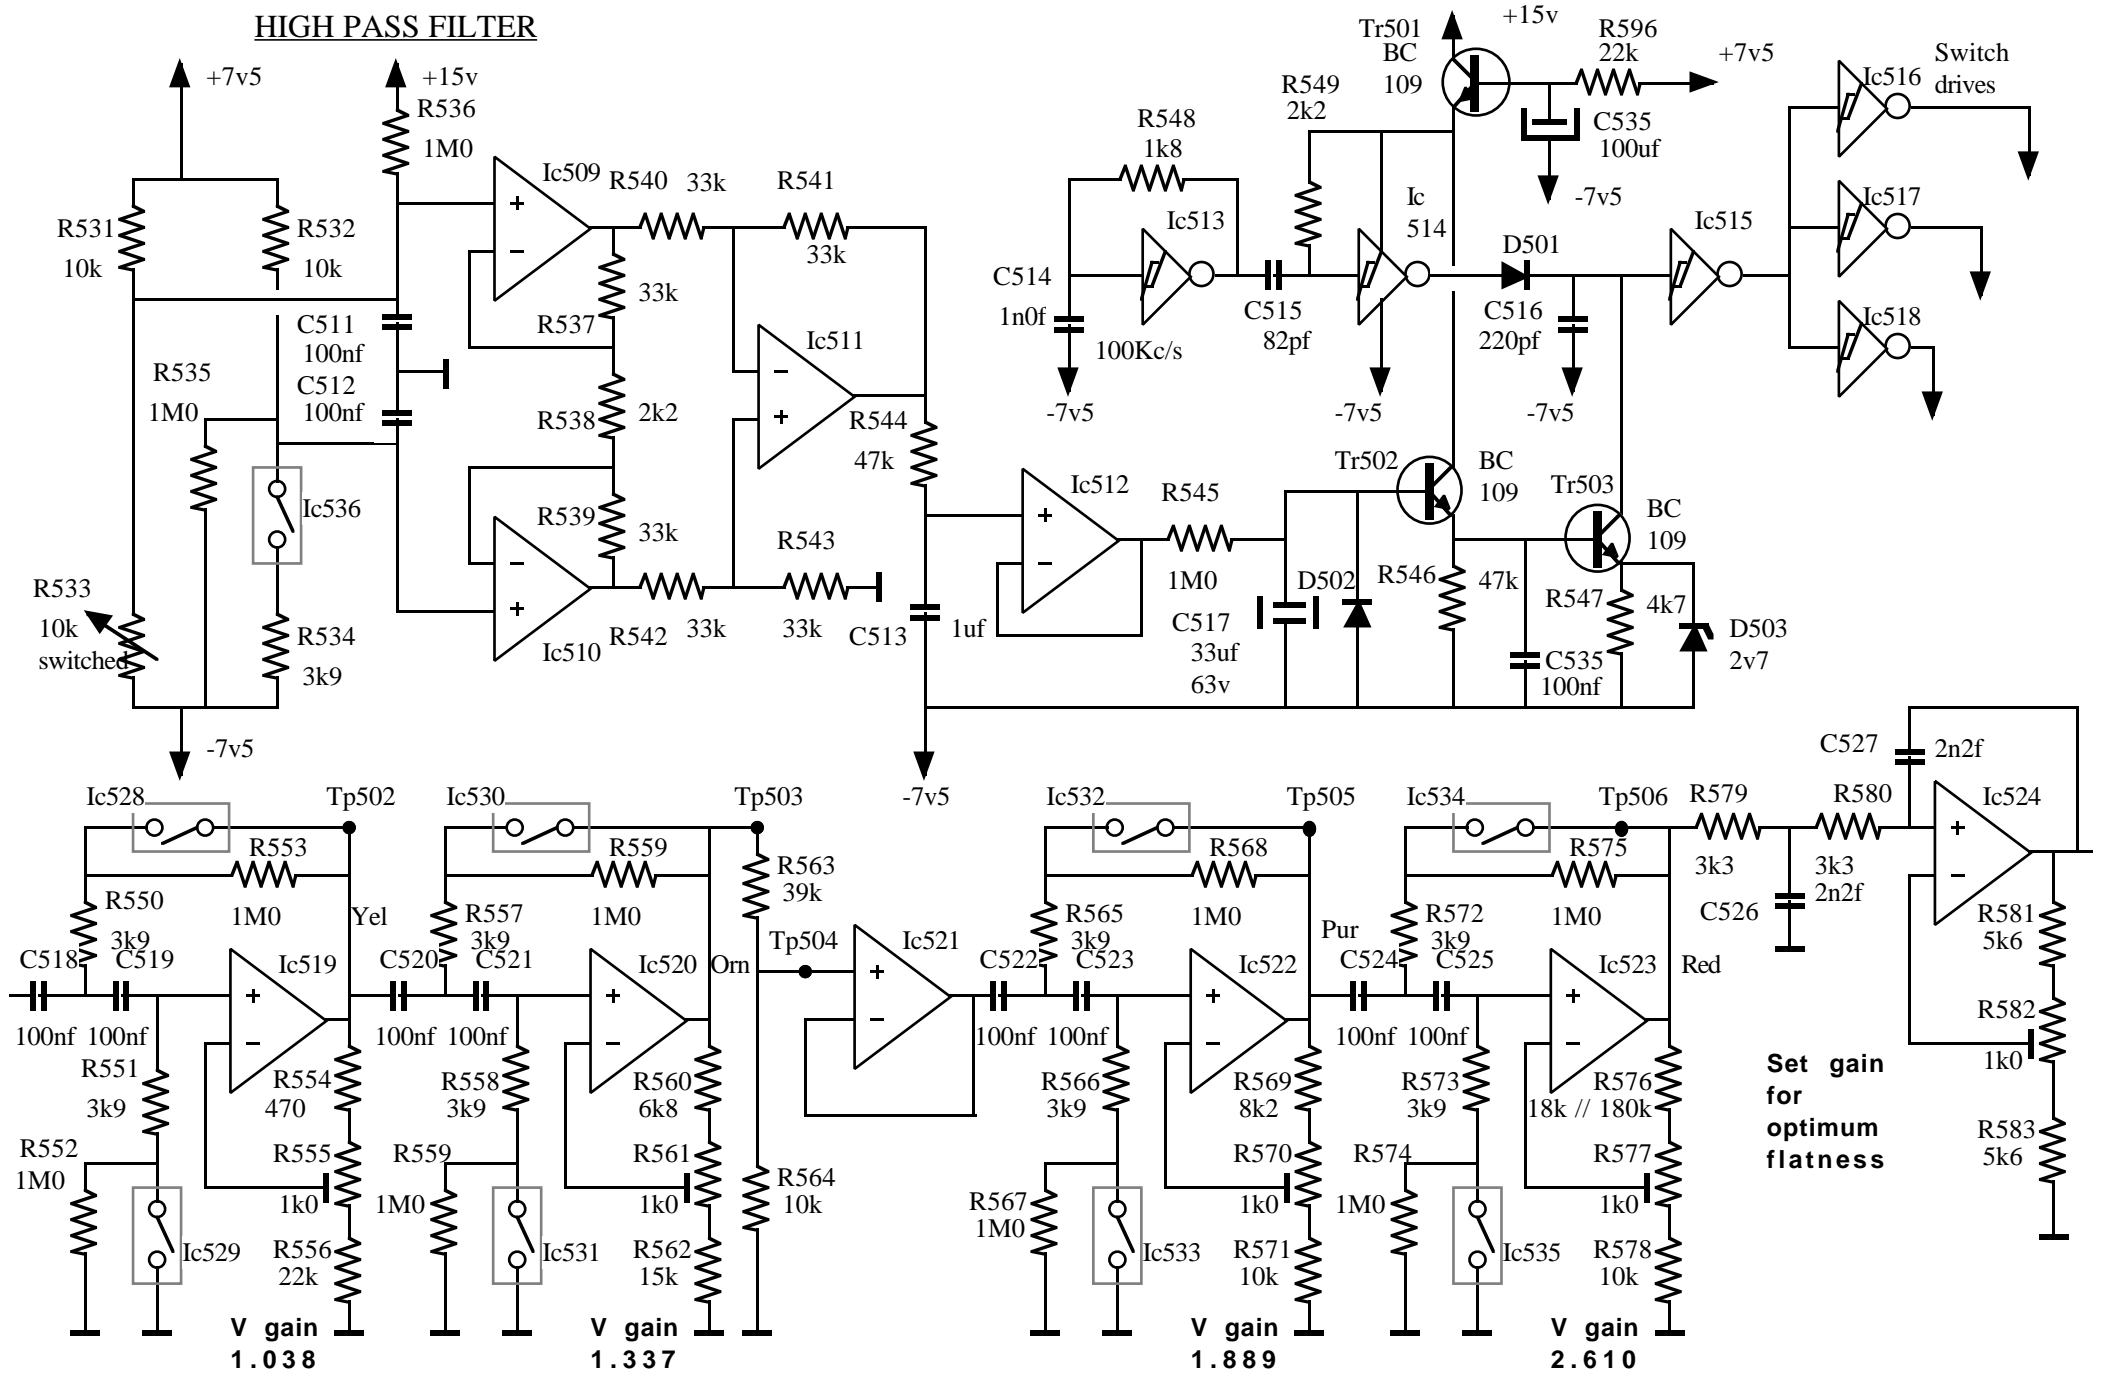 HIGH PASS FILTER
+7v5
+15v
R536
1M0
R531
10k
R532
10k
C511
100nf
C512
100nf
R535
1M0
Ic536
R533
10k
switched
R534
3k9
-7v5
Ic509
R540
33k
R541
33k
33k
R537
R538
2k2
R539
33k
Ic510
R542
33k
R543
33k
Ic511
R544
47k
C513
1uf
-7v5
Tr501
BC
109
+15v
R596
22k
+7v5
C535
100uf
-7v5
R549
2k2
R548
1k8
Ic513
C514
1n0f
100Kc/s
-7v5
C515
82pf
Ic
514
-7v5
D501
C516
220pf
-7v5
Ic515
Ic516
Switch
drives
Ic517
Ic518
Ic512
R545
1M0
Tr502
BC
109
Tr503
BC
109
D502
C517
33uf
63v
R546
47k
R547
4k7
C535
100nf
D503
2v7
Ic528
Tp502
R553
1M0
R550
3k9
Yel
C518
C519
100nf
100nf
Ic519
R551
3k9
R552
1M0
Ic529
R554
470
R555
1k0
R556
22k
V gain
1.038
Ic530
Tp503
R559
1M0
R557
3k9
C520
C521
100nf
100nf
Ic520
Orn
R558
3k9
R559
1M0
Ic531
R560
6k8
R561
1k0
R562
15k
V gain
1.337
R563
39k
Tp504
R564
10k
Ic521
Ic532
Tp505
R568
1M0
R565
3k9
C522
C523
100nf
100nf
Ic522
Pur
R566
3k9
R567
1M0
Ic533
R569
8k2
R570
1k0
R571
10k
V gain
1.889
Ic534
Tp506
R575
1M0
R572
3k9
C524
C525
100nf
100nf
Ic523
Red
R573
3k9
R574
1M0
Ic535
R576
18k // 180k
R577
1k0
R578
10k
V gain
2.610
R579
3k3
R580
3k3
C526
2n2f
C527
2n2f
Ic524
R581
5k6
R582
1k0
R583
5k6
Set gain
for
optimum
flatness